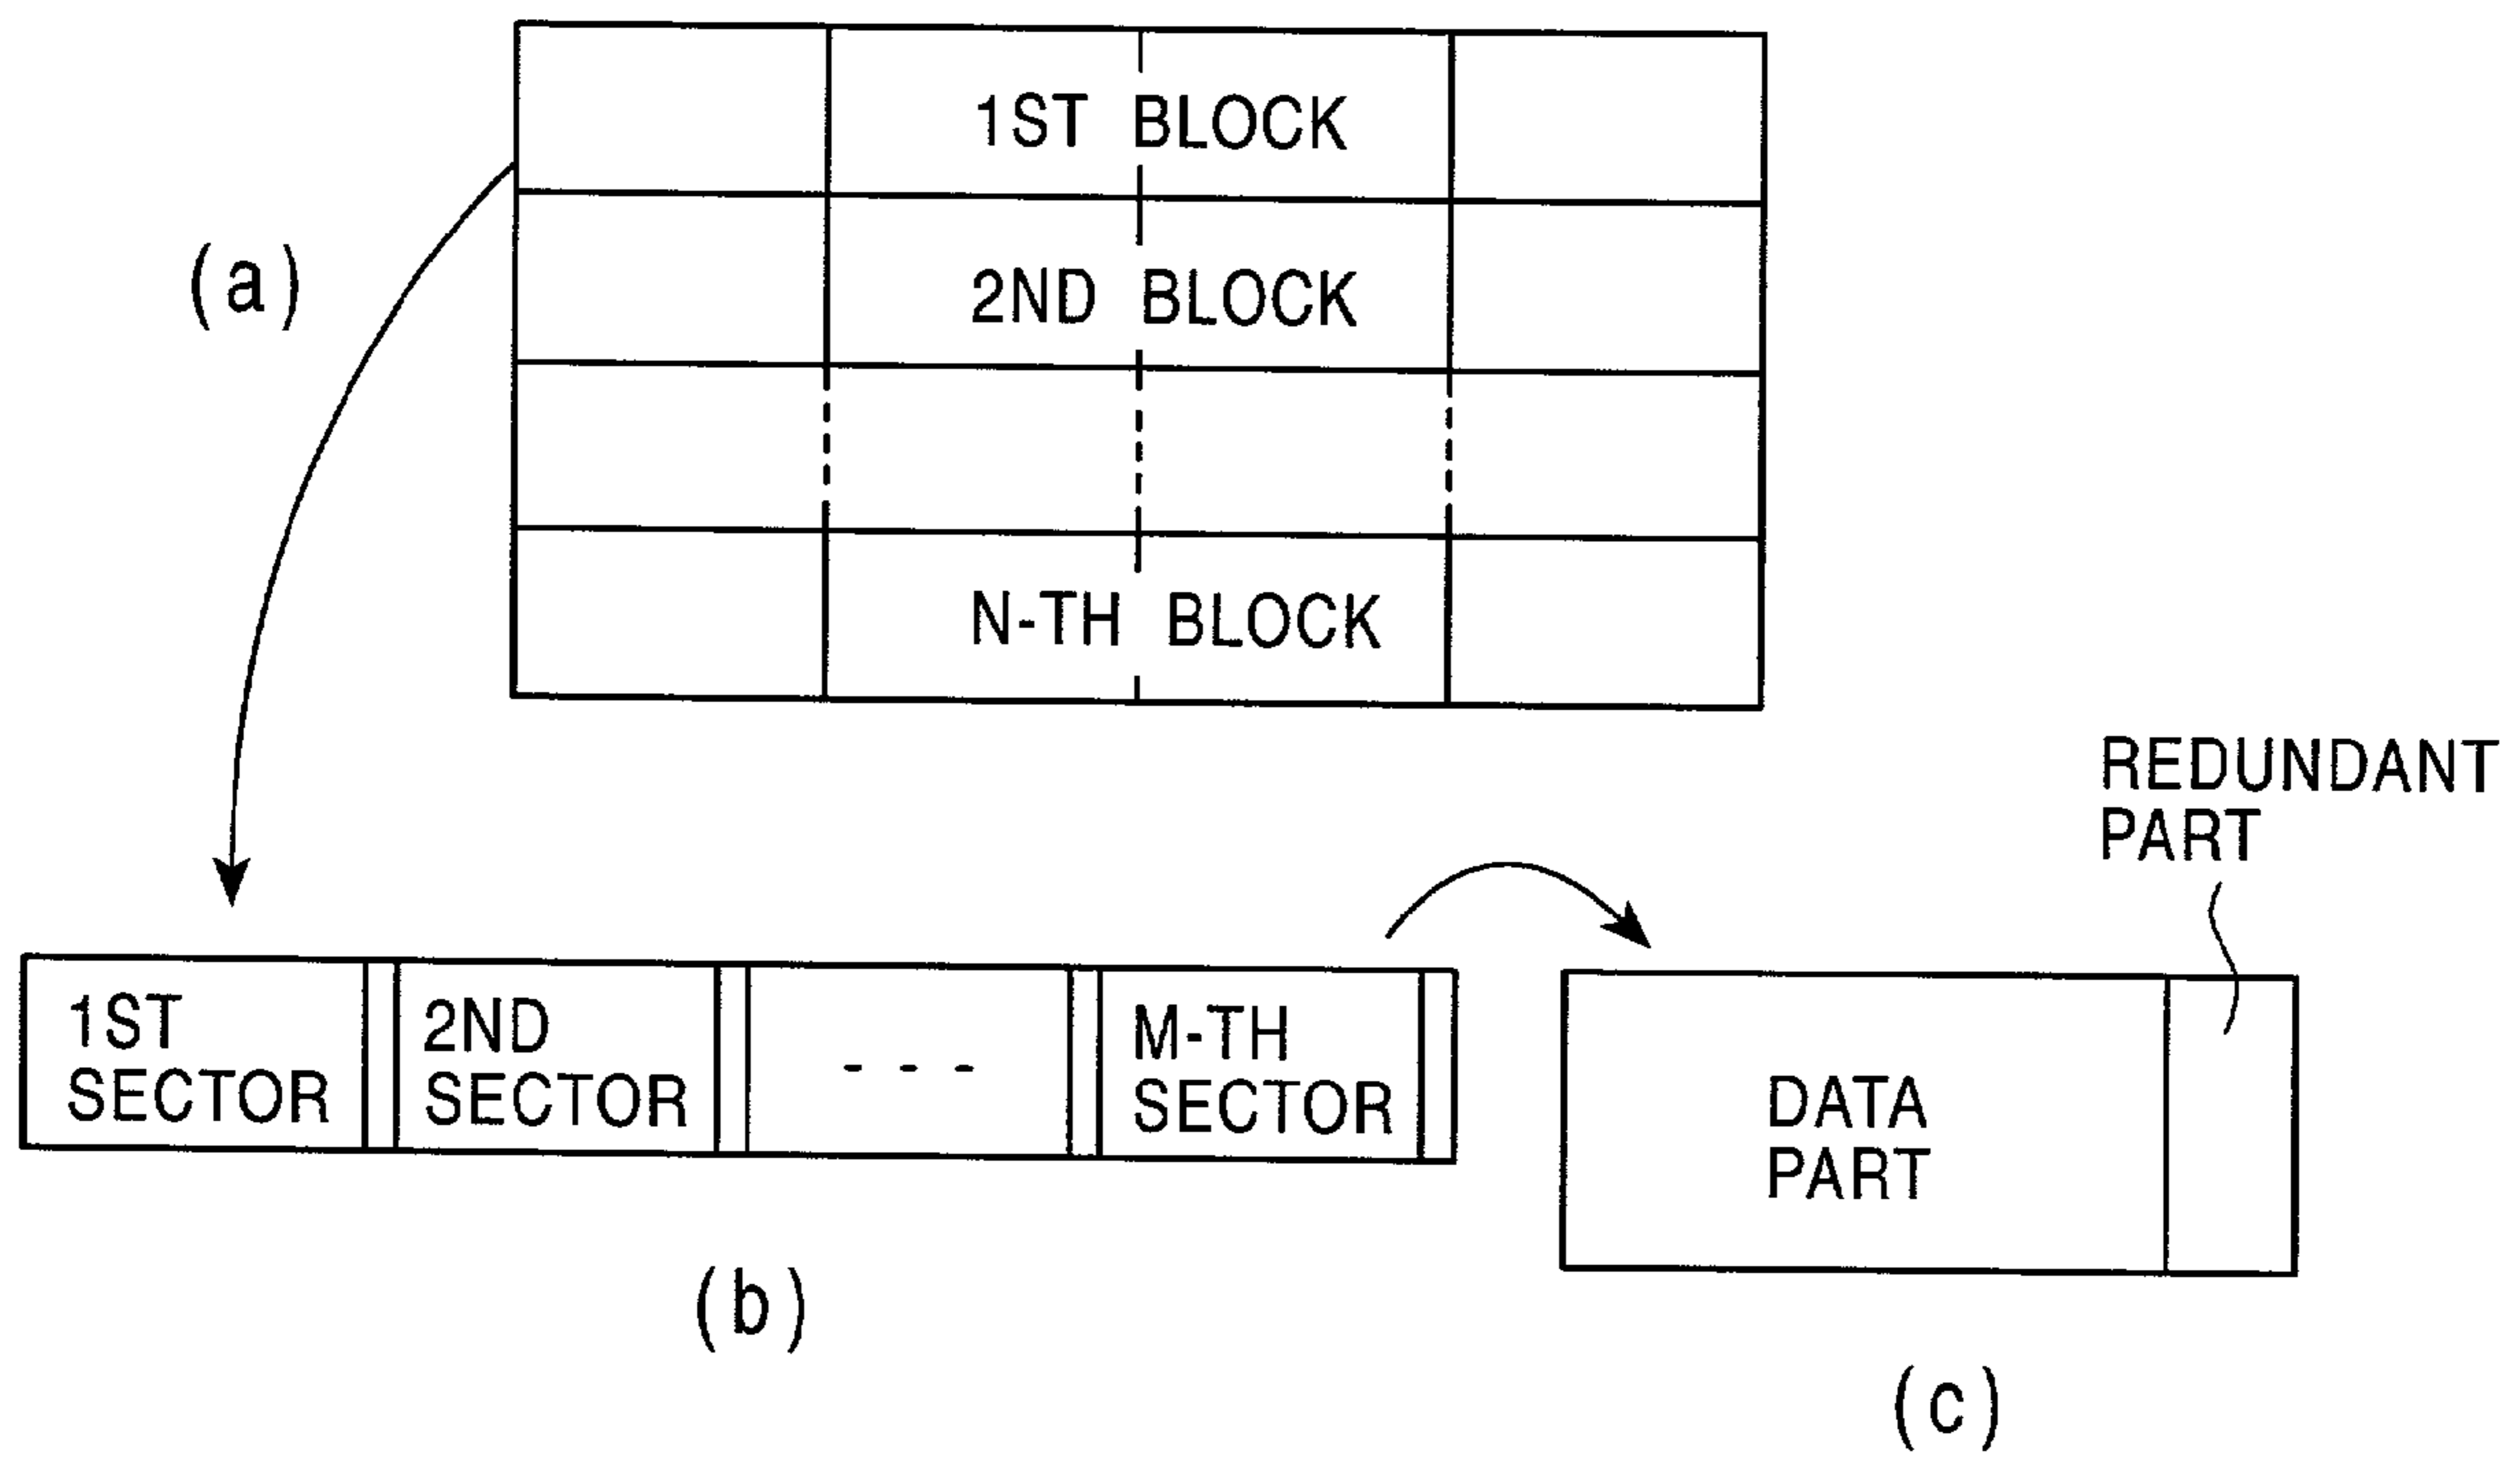 1ST BLOCK
(a)
2ND BLOCK
N-TH BLOCK
REDUNDANT
PART
1ST
SECTOR
2ND
SECTOR
- - -
M-TH
SECTOR
DATA
PART
(b)
(c)